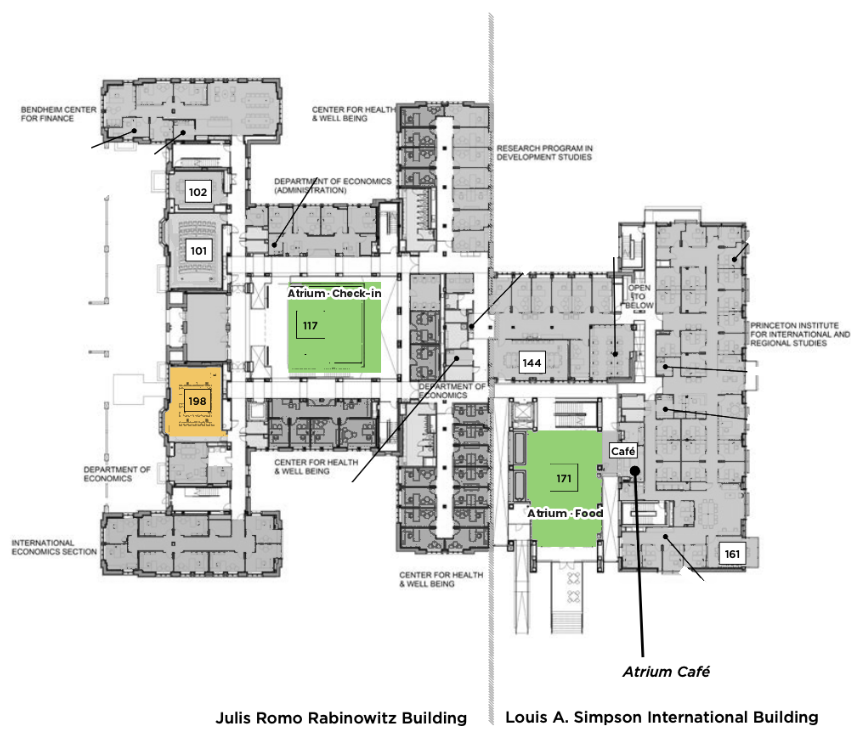 BENDHEIM CENTER
FOR FINANCE
CENTER FOR HEALTH
& WELL BEING
RESEARCH PROGRAM IN
DEVELOPMENT STUDIES
DEPARTMENT OF ECONOMICS
(ADMINISTRATION)
102
101
Atrium · Check-in
117
OPEN
TO
BELOW
PRINCETON INSTITUTE
FOR INTERNATIONAL AND
REGIONAL STUDIES
144
DEPARTMENT OF
ECONOMICS
198
CENTER FOR HEALTH
& WELL BEING
Café
171
Atrium · Food
DEPARTMENT OF
ECONOMICS
INTERNATIONAL
ECONOMICS SECTION
161
CENTER FOR HEALTH
& WELL BEING
Atrium Café
Julis Romo Rabinowitz Building
Louis A. Simpson International Building